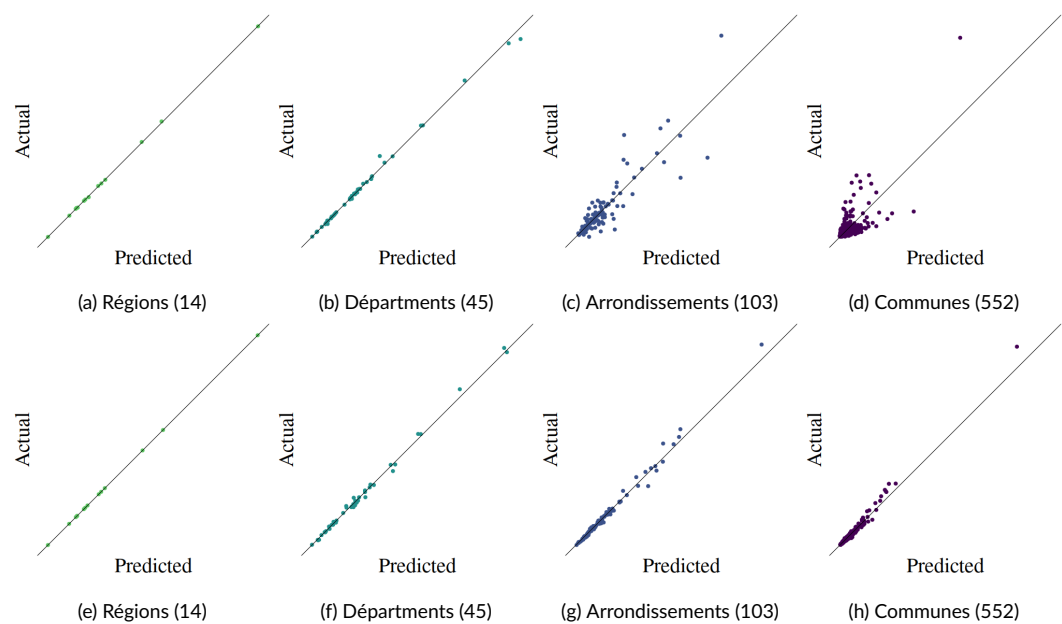 Actual
Actual
Actual
Actual
Predicted
Predicted
Predicted
Predicted
(a) Régions (14)
(b) Départments (45)
(c) Arrondissements (103)
(d) Communes (552)
Actual
Actual
Actual
Actual
Predicted
Predicted
Predicted
Predicted
(e) Régions (14)
(f) Départments (45)
(g) Arrondissements (103)
(h) Communes (552)